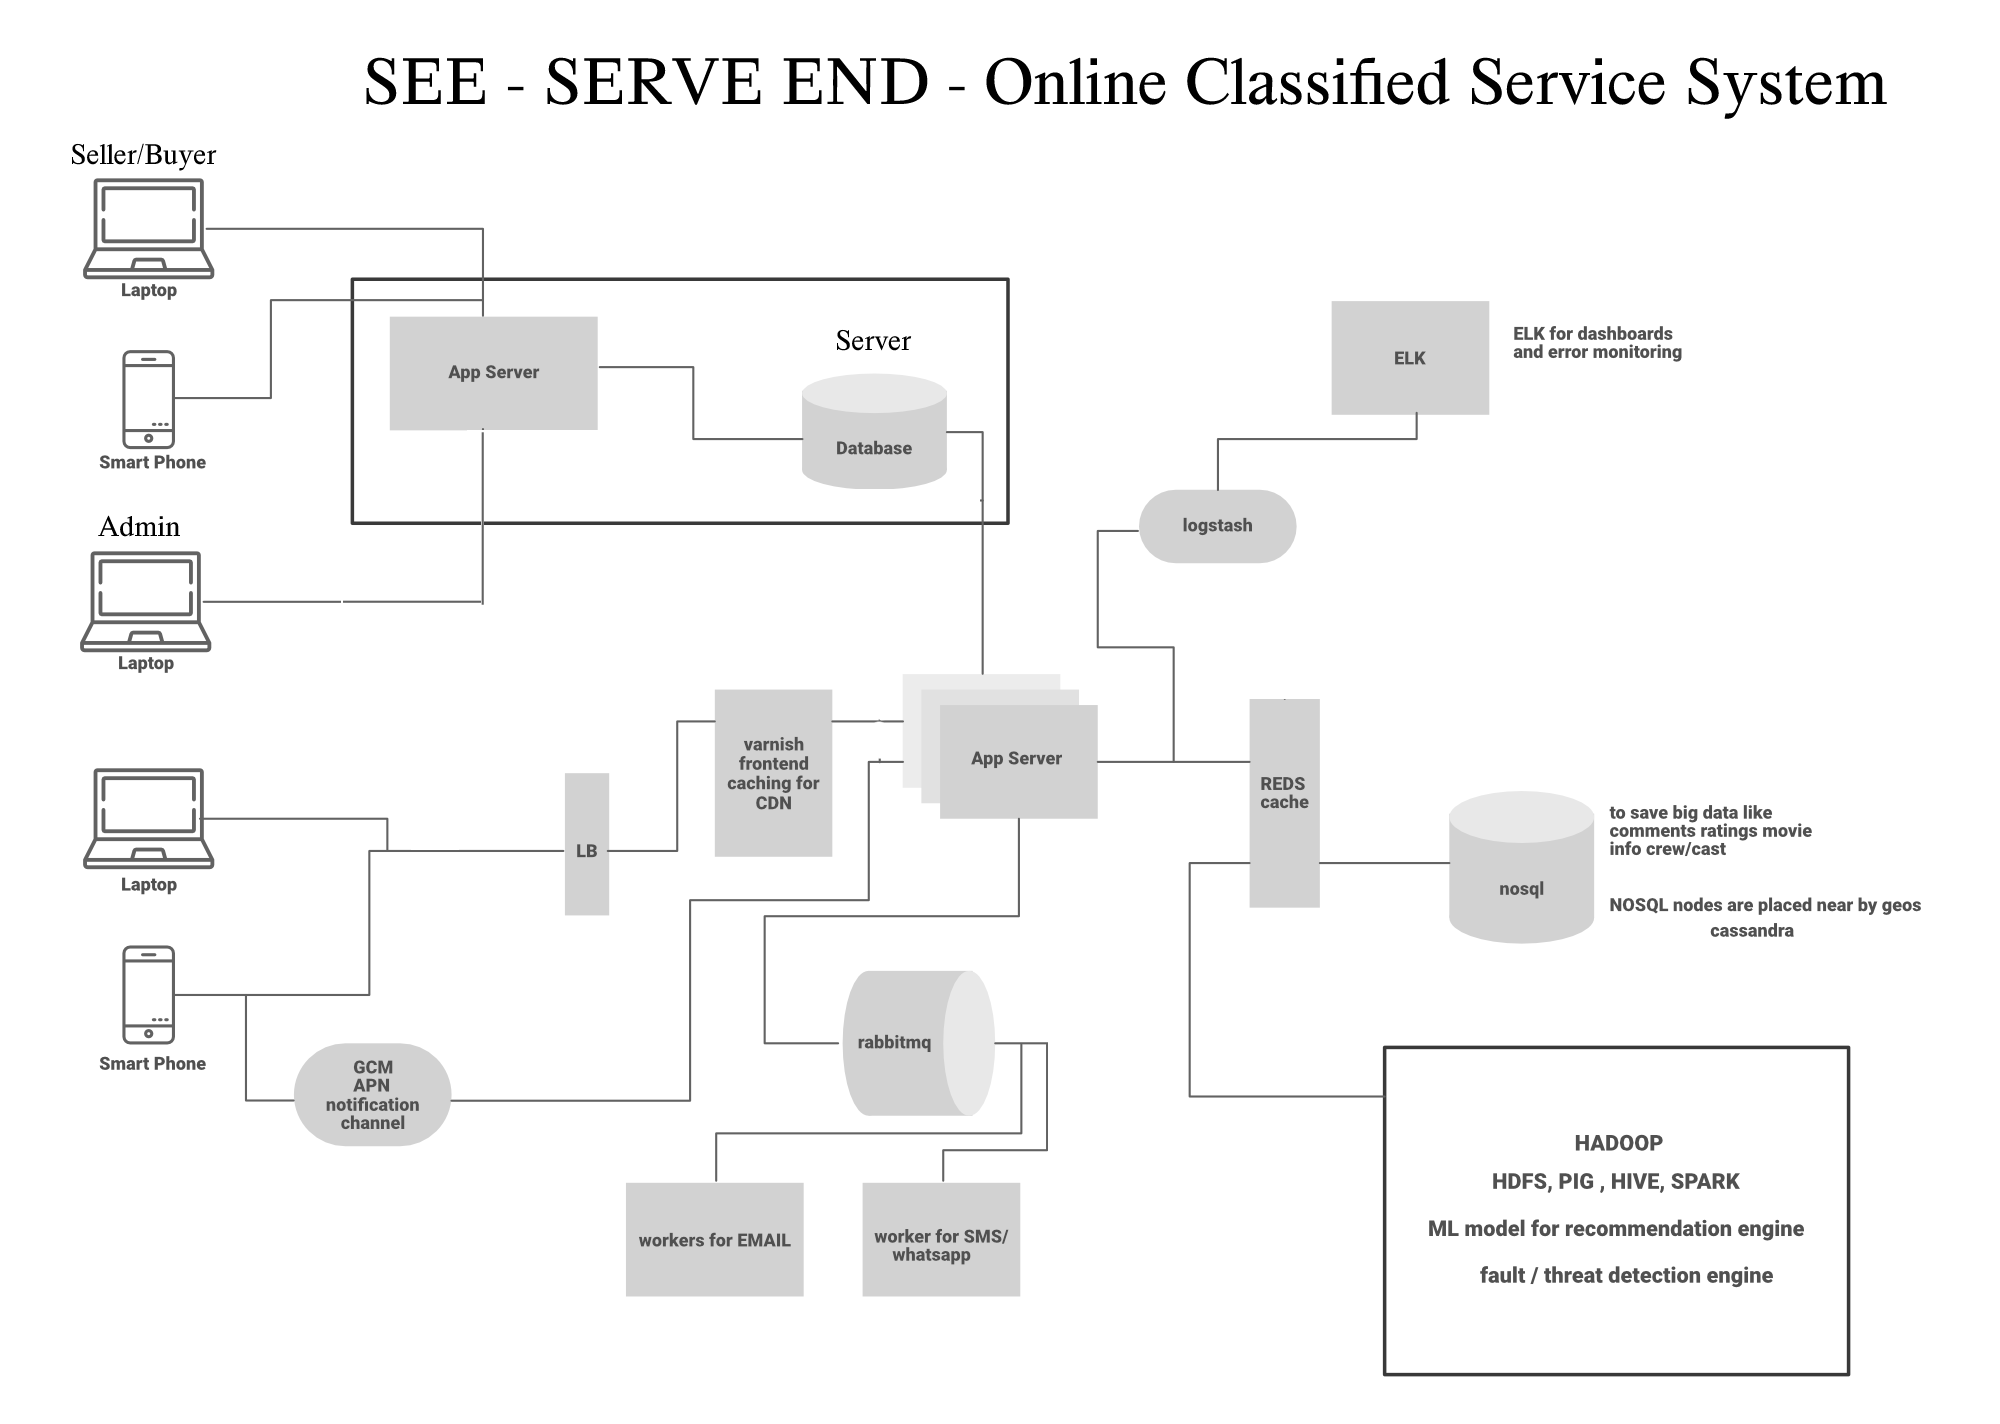 SEE - SERVE END - Online Classified Service System
Seller/Buyer
Laptop
Smart Phone
Admin
Laptop
App Server
Server
Database
ELK
ELK for dashboards
and error monitoring
logstash
Laptop
Smart Phone
GCM
APN
notification
channel
LB
varnish
frontend
caching for
CDN
App Server
REDS
cache
nosql
to save big data like
comments ratings movie
info crew/cast
NOSQL nodes are placed near by geos
cassandra
rabbitmq
workers for EMAIL
worker for SMS/
whatsapp
HADOOP
HDFS, PIG , HIVE, SPARK
ML model for recommendation engine
fault / threat detection engine